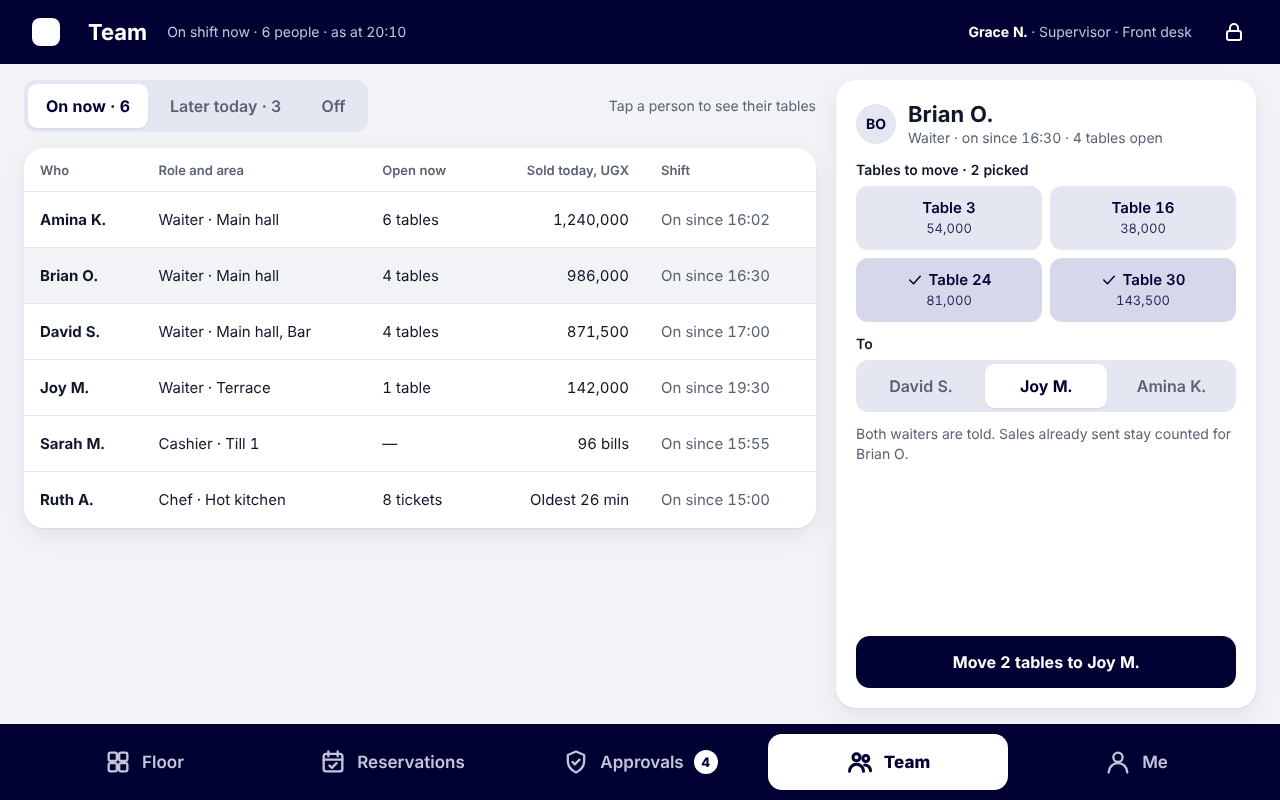 Team
On shift now · 6 people · as at 20:10
Grace N. · Supervisor · Front desk
On now · 6
Later today · 3
Off
Tap a person to see their tables
Who
Role and area
Open now
Sold today, UGX
Shift
Amina K.
Waiter · Main hall
6 tables
1,240,000
On since 16:02
Brian O.
Waiter · Main hall
4 tables
986,000
On since 16:30
David S.
Waiter · Main hall, Bar
4 tables
871,500
On since 17:00
Joy M.
Waiter · Terrace
1 table
142,000
On since 19:30
Sarah M.
Cashier · Till 1
—
96 bills
On since 15:55
Ruth A.
Chef · Hot kitchen
8 tickets
Oldest 26 min
On since 15:00
BO
Brian O.
Waiter · on since 16:30 · 4 tables open
Tables to move · 2 picked
Table 3
54,000
Table 16
38,000
Table 24
81,000
Table 30
143,500
To
David S.
Joy M.
Amina K.
Both waiters are told. Sales already sent stay counted for
Brian O.
Move 2 tables to Joy M.
Floor
Reservations
Approvals
4
Team
Me